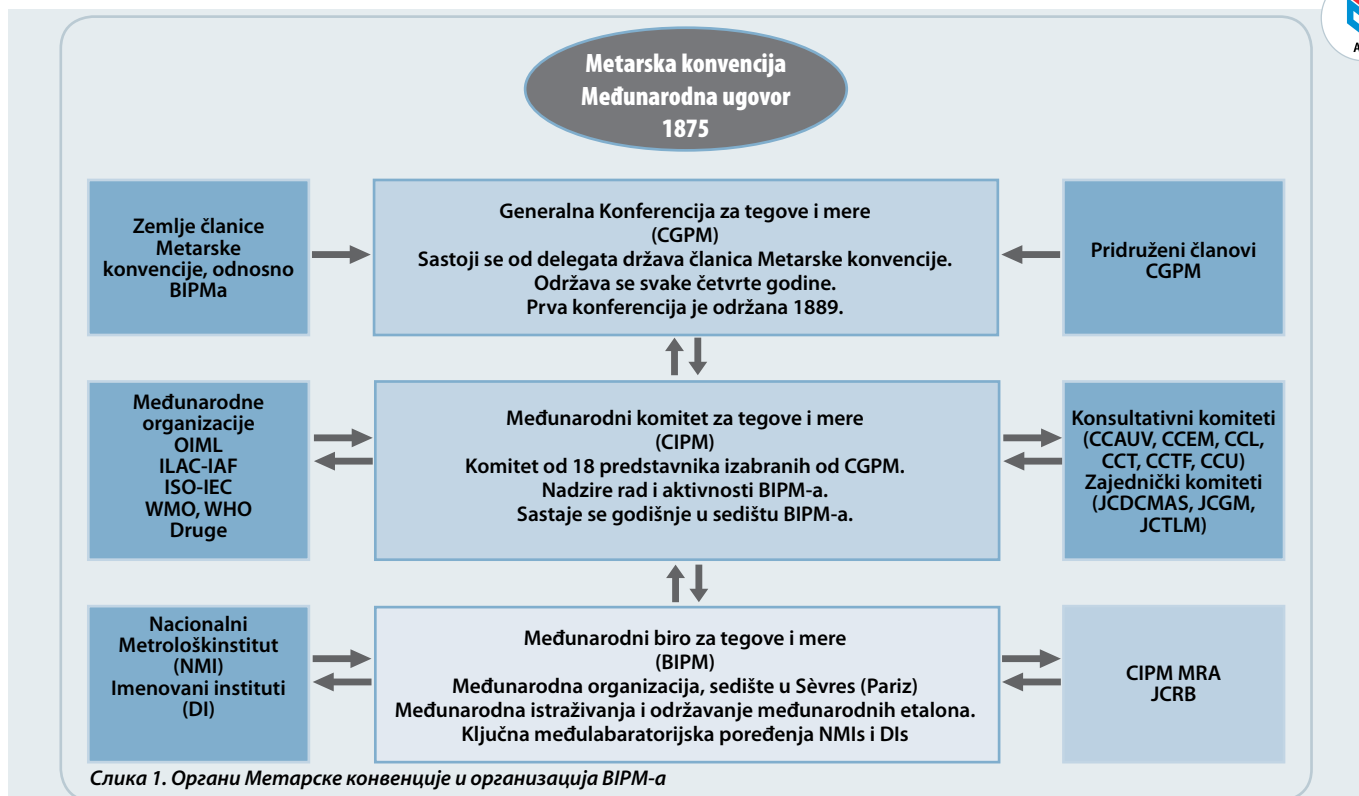 Metarska konvencija
Međunarodna ugovor
1875
Zemlje članice
Metarske
konvencije, odnosno
BIPMa
Generalna Konferencija za tegove i mere
(CGPM)
Sastoji se od delegata država članica Metarske konvencije.
Održava se svake četvrte godine.
Prva konferencija je održana 1889.
Pridruženi članovi
CGPM
Međunarodne
organizacije
OIML
ILAC-IAF
ISO-IEC
WMO, WHO
Druge
Međunarodni komitet za tegove i mere
(CIPM)
Komitet od 18 predstavnika izabranih od CGPM.
Nadzire rad i aktivnosti BIPM-a.
Sastaje se godišnje u sedištu BIPM-a.
Konsultativni komiteti
(CCAUV, CCEM, CCL,
CCT, CCTF, CCU)
Zajednički komiteti
(JCDCMAS, JCGM,
JCTLM)
Nacionalni
Metrološkinstitut
(NMI)
Imenovani instituti
(DI)
Međunarodni biro za tegove i mere
(BIPM)
Međunarodna organizacija, sedište u Sèvres (Pariz)
Međunarodna istraživanja i održavanje međunarodnih etalona.
Ključna međulabaratorijska poređenja NMIs i DIs
CIPM MRA
JCRB
Слика 1. Органи Метарске конвенције и организација BIPM-а